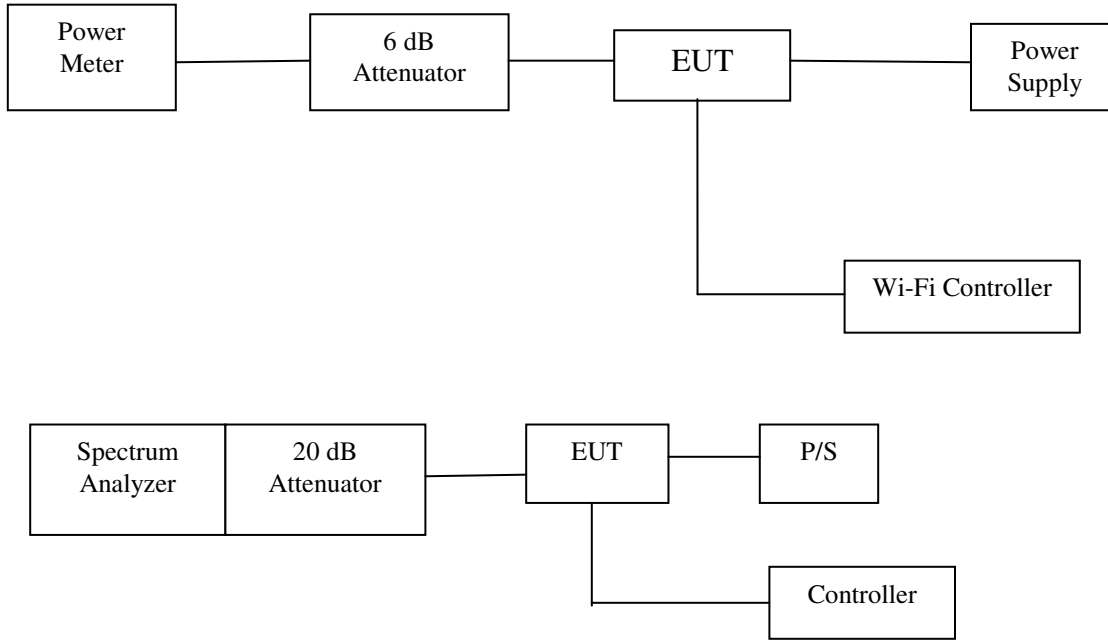 Power
Meter
6 dB
Attenuator
EUT
Power
Supply
Wi-Fi Controller
Spectrum
Analyzer
20 dB
Attenuator
EUT
P/S
Controller